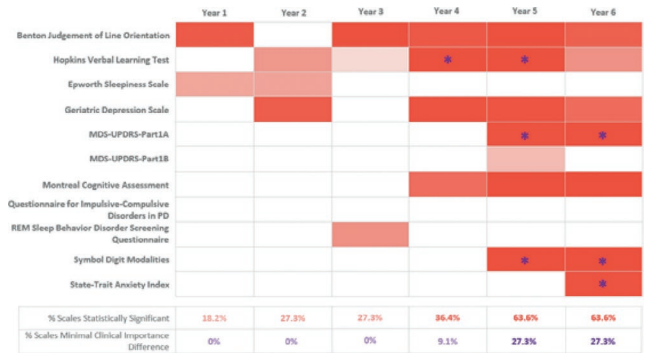 Year 1 Year 2 Year 3 Year 4 Year 5 Year 6
Benton Judgement of Line Orientation
Hopkins Verbal Learning Test * *
Epworth Sleepiness Scale
Geriatric Depression Scale
MDS-UPDRS-Part1A * *
MDS-UPDRS-Part1B
Montreal Cognitive Assessment
Questionnaire for Impulsive-Compulsive
Disorders in PD
REM Sleep Behavior Disorder Screening
Questionnaire
Symbol Digit Modalities * *
State-Trait Anxiety Index *
% Scales Statistically Significant 18.2% 27.3% 27.3% 36.4% 63.6% 63.6%
% Scales Minimal Clinical Importance
Difference 0% 0% 0% 9.1% 27.3% 27.3%